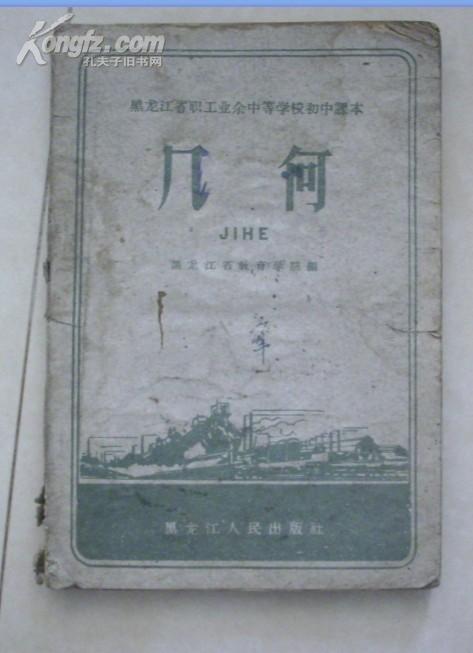 Kongfz.com
孔夫子旧书网
黑龙江省职工业余中等学校初中課本
几何
JIHE
黑龙江省教育学院編
黑龙江人民出版社